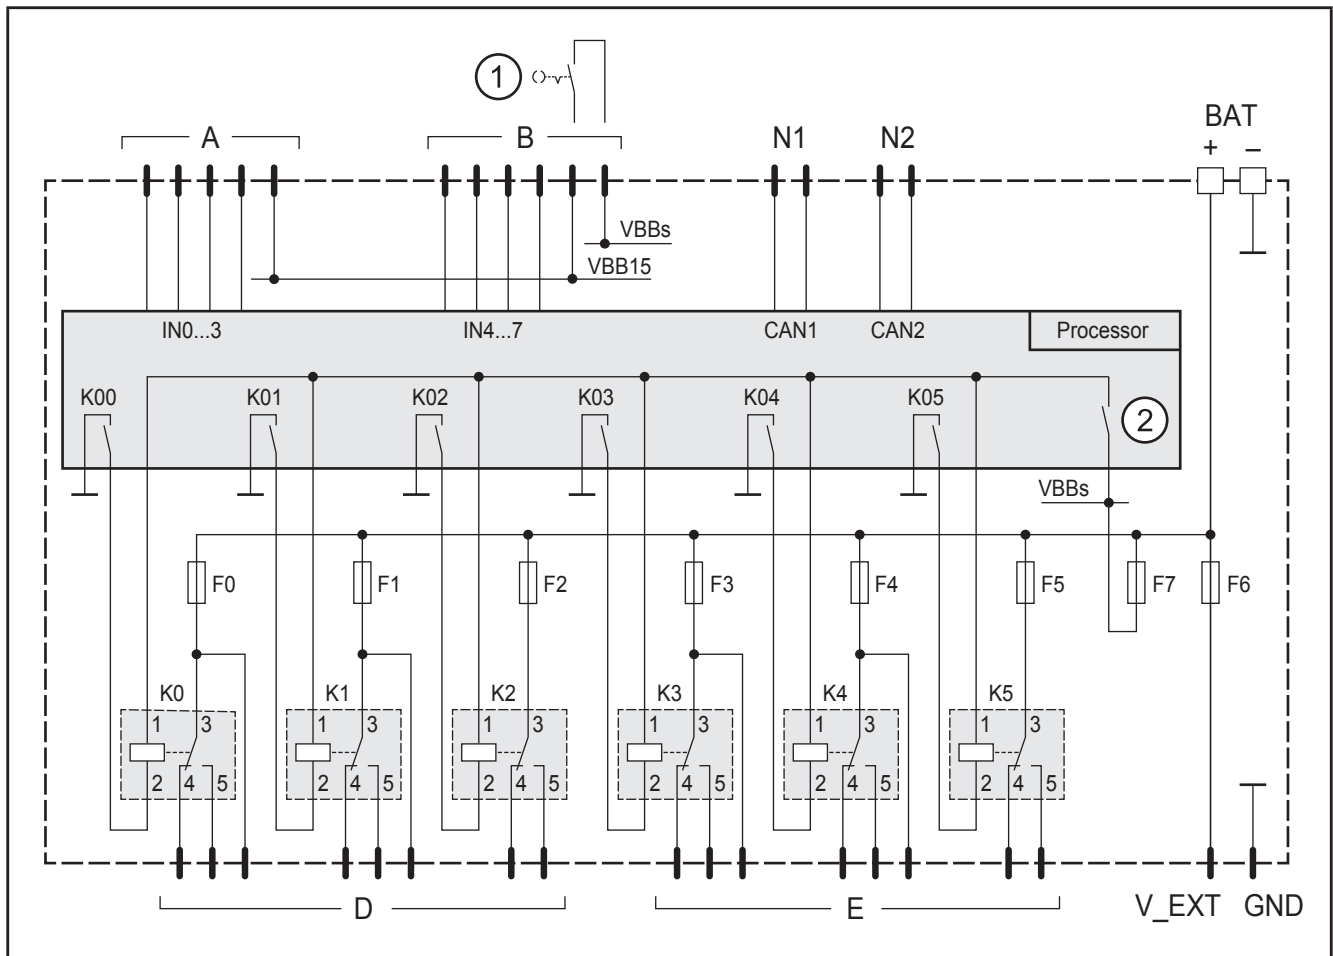 1
A B N1 N2 BAT
+ –
VBBs
VBB15
IN0...3 IN4...7 CAN1 CAN2 Processor
K00 K01 K02 K03 K04 K05
2
VBBs
F0 F1 F2 F3 F4 F5 F7 F6
K0 K1 K2 K3 K4 K5
1 3 1 3 1 3 1 3 1 3 1 3
2 4 5 2 4 5 2 4 5 2 4 5 2 4 5 2 4 5
D E V_EXT GND